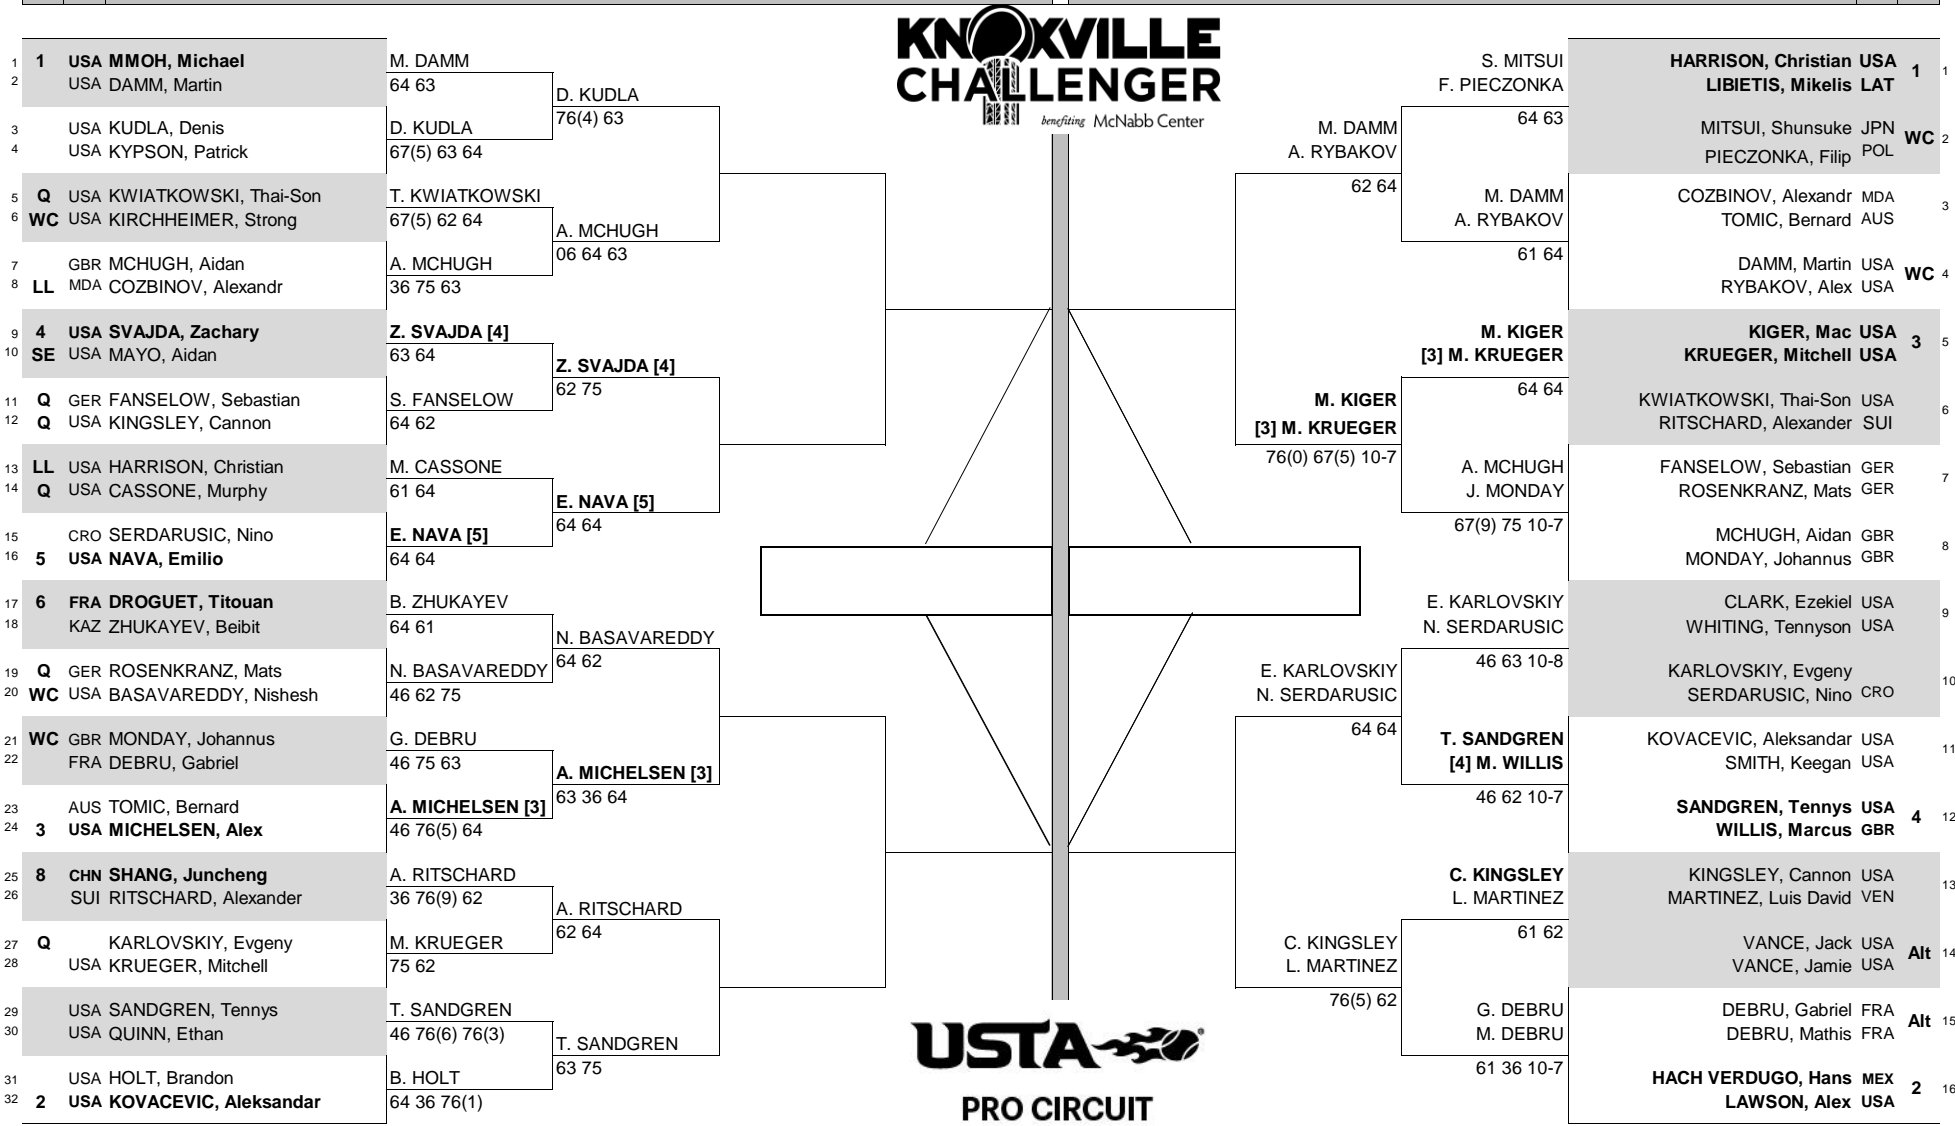 KNOXVILLE
CHALLENGER
benefiting McNabb Center
1 1 USA MMOH, Michael
2 USA DAMM, Martin
3 USA KUDLA, Denis
4 USA KYPSON, Patrick
5 Q USA KWIATKOWSKI, Thai-Son
6 WC USA KIRCHHEIMER, Strong
7 GBR MCHUGH, Aidan
8 LL MDA COZBINOV, Alexandr
9 4 USA SVAJDA, Zachary
10 SE USA MAYO, Aidan
11 Q GER FANSELOW, Sebastian
12 Q USA KINGSLEY, Cannon
13 LL USA HARRISON, Christian
14 Q USA CASSONE, Murphy
15 CRO SERDARUSIC, Nino
16 5 USA NAVA, Emilio
17 6 FRA DROGUET, Titouan
18 KAZ ZHUKAYEV, Beibit
19 Q GER ROSENKRANZ, Mats
20 WC USA BASAVAREDDY, Nishesh
21 WC GBR MONDAY, Johannus
22 FRA DEBRU, Gabriel
23 AUS TOMIC, Bernard
24 3 USA MICHELSEN, Alex
25 8 CHN SHANG, Juncheng
26 SUI RITSCHARD, Alexander
27 Q KARLOVSKIY, Evgeny
28 USA KRUEGER, Mitchell
29 USA SANDGREN, Tennys
30 USA QUINN, Ethan
31 USA HOLT, Brandon
32 2 USA KOVACEVIC, Aleksandar
M. DAMM
64 63
D. KUDLA
67(5) 63 64
T. KWIATKOWSKI
67(5) 62 64
A. MCHUGH
36 75 63
Z. SVAJDA [4]
63 64
S. FANSELOW
64 62
M. CASSONE
61 64
E. NAVA [5]
64 64
B. ZHUKAYEV
64 61
N. BASAVAREDDY
46 62 75
G. DEBRU
46 75 63
A. MICHELSEN [3]
46 76(5) 64
A. RITSCHARD
36 76(9) 62
M. KRUEGER
75 62
T. SANDGREN
46 76(6) 76(3)
B. HOLT
64 36 76(1)
D. KUDLA
76(4) 63
A. MCHUGH
06 64 63
Z. SVAJDA [4]
62 75
E. NAVA [5]
64 64
N. BASAVAREDDY
64 62
A. MICHELSEN [3]
63 36 64
A. RITSCHARD
62 64
T. SANDGREN
63 75
M. DAMM
A. RYBAKOV
62 64
M. KIGER
[3] M. KRUEGER
76(0) 67(5) 10-7
E. KARLOVSKIY
N. SERDARUSIC
64 64
C. KINGSLEY
L. MARTINEZ
76(5) 62
S. MITSUI
F. PIECZONKA
64 63
M. DAMM
A. RYBAKOV
61 64
M. KIGER
[3] M. KRUEGER
64 64
A. MCHUGH
J. MONDAY
67(9) 75 10-7
E. KARLOVSKIY
N. SERDARUSIC
46 63 10-8
T. SANDGREN
[4] M. WILLIS
46 62 10-7
C. KINGSLEY
L. MARTINEZ
61 62
G. DEBRU
M. DEBRU
61 36 10-7
HARRISON, Christian USA
LIBIETIS, Mikelis LAT
1 1
MITSUI, Shunsuke JPN
PIECZONKA, Filip POL
WC 2
COZBINOV, Alexandr MDA
TOMIC, Bernard AUS
3
DAMM, Martin USA
RYBAKOV, Alex USA
WC 4
KIGER, Mac USA
KRUEGER, Mitchell USA
3 5
KWIATKOWSKI, Thai-Son USA
RITSCHARD, Alexander SUI
6
FANSELOW, Sebastian GER
ROSENKRANZ, Mats GER
7
MCHUGH, Aidan GBR
MONDAY, Johannus GBR
8
CLARK, Ezekiel USA
WHITING, Tennyson USA
9
KARLOVSKIY, Evgeny
SERDARUSIC, Nino CRO
10
KOVACEVIC, Aleksandar USA
SMITH, Keegan USA
11
SANDGREN, Tennys USA
WILLIS, Marcus GBR
4 12
KINGSLEY, Cannon USA
MARTINEZ, Luis David VEN
13
VANCE, Jack USA
VANCE, Jamie USA
Alt 14
DEBRU, Gabriel FRA
DEBRU, Mathis FRA
Alt 15
HACH VERDUGO, Hans MEX
LAWSON, Alex USA
2 16
USTA
PRO CIRCUIT